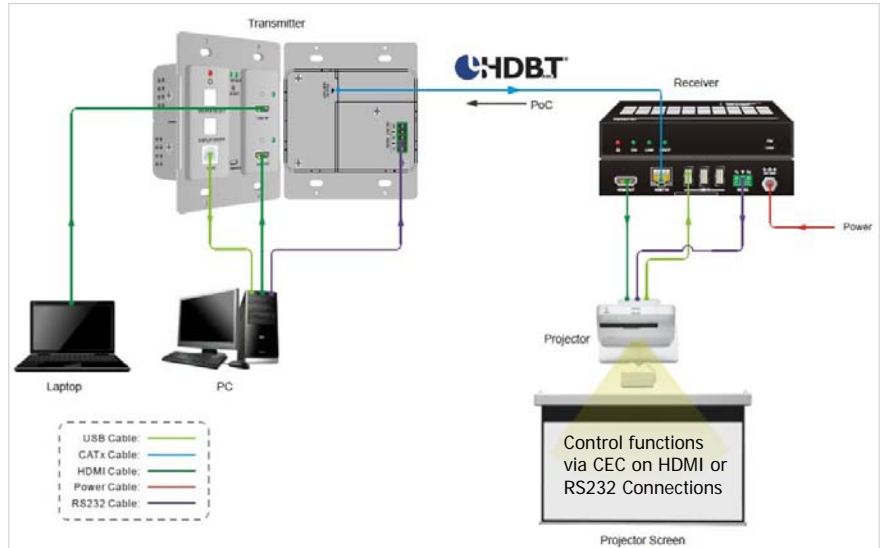 Transmitter
HDBT
PoC
Receiver
Power
Projector
Laptop
PC
USB Cable:
CATx Cable:
HDMI Cable:
Power Cable:
RS232 Cable:
Control functions
via CEC on HDMI or
RS232 Connections
Projector Screen